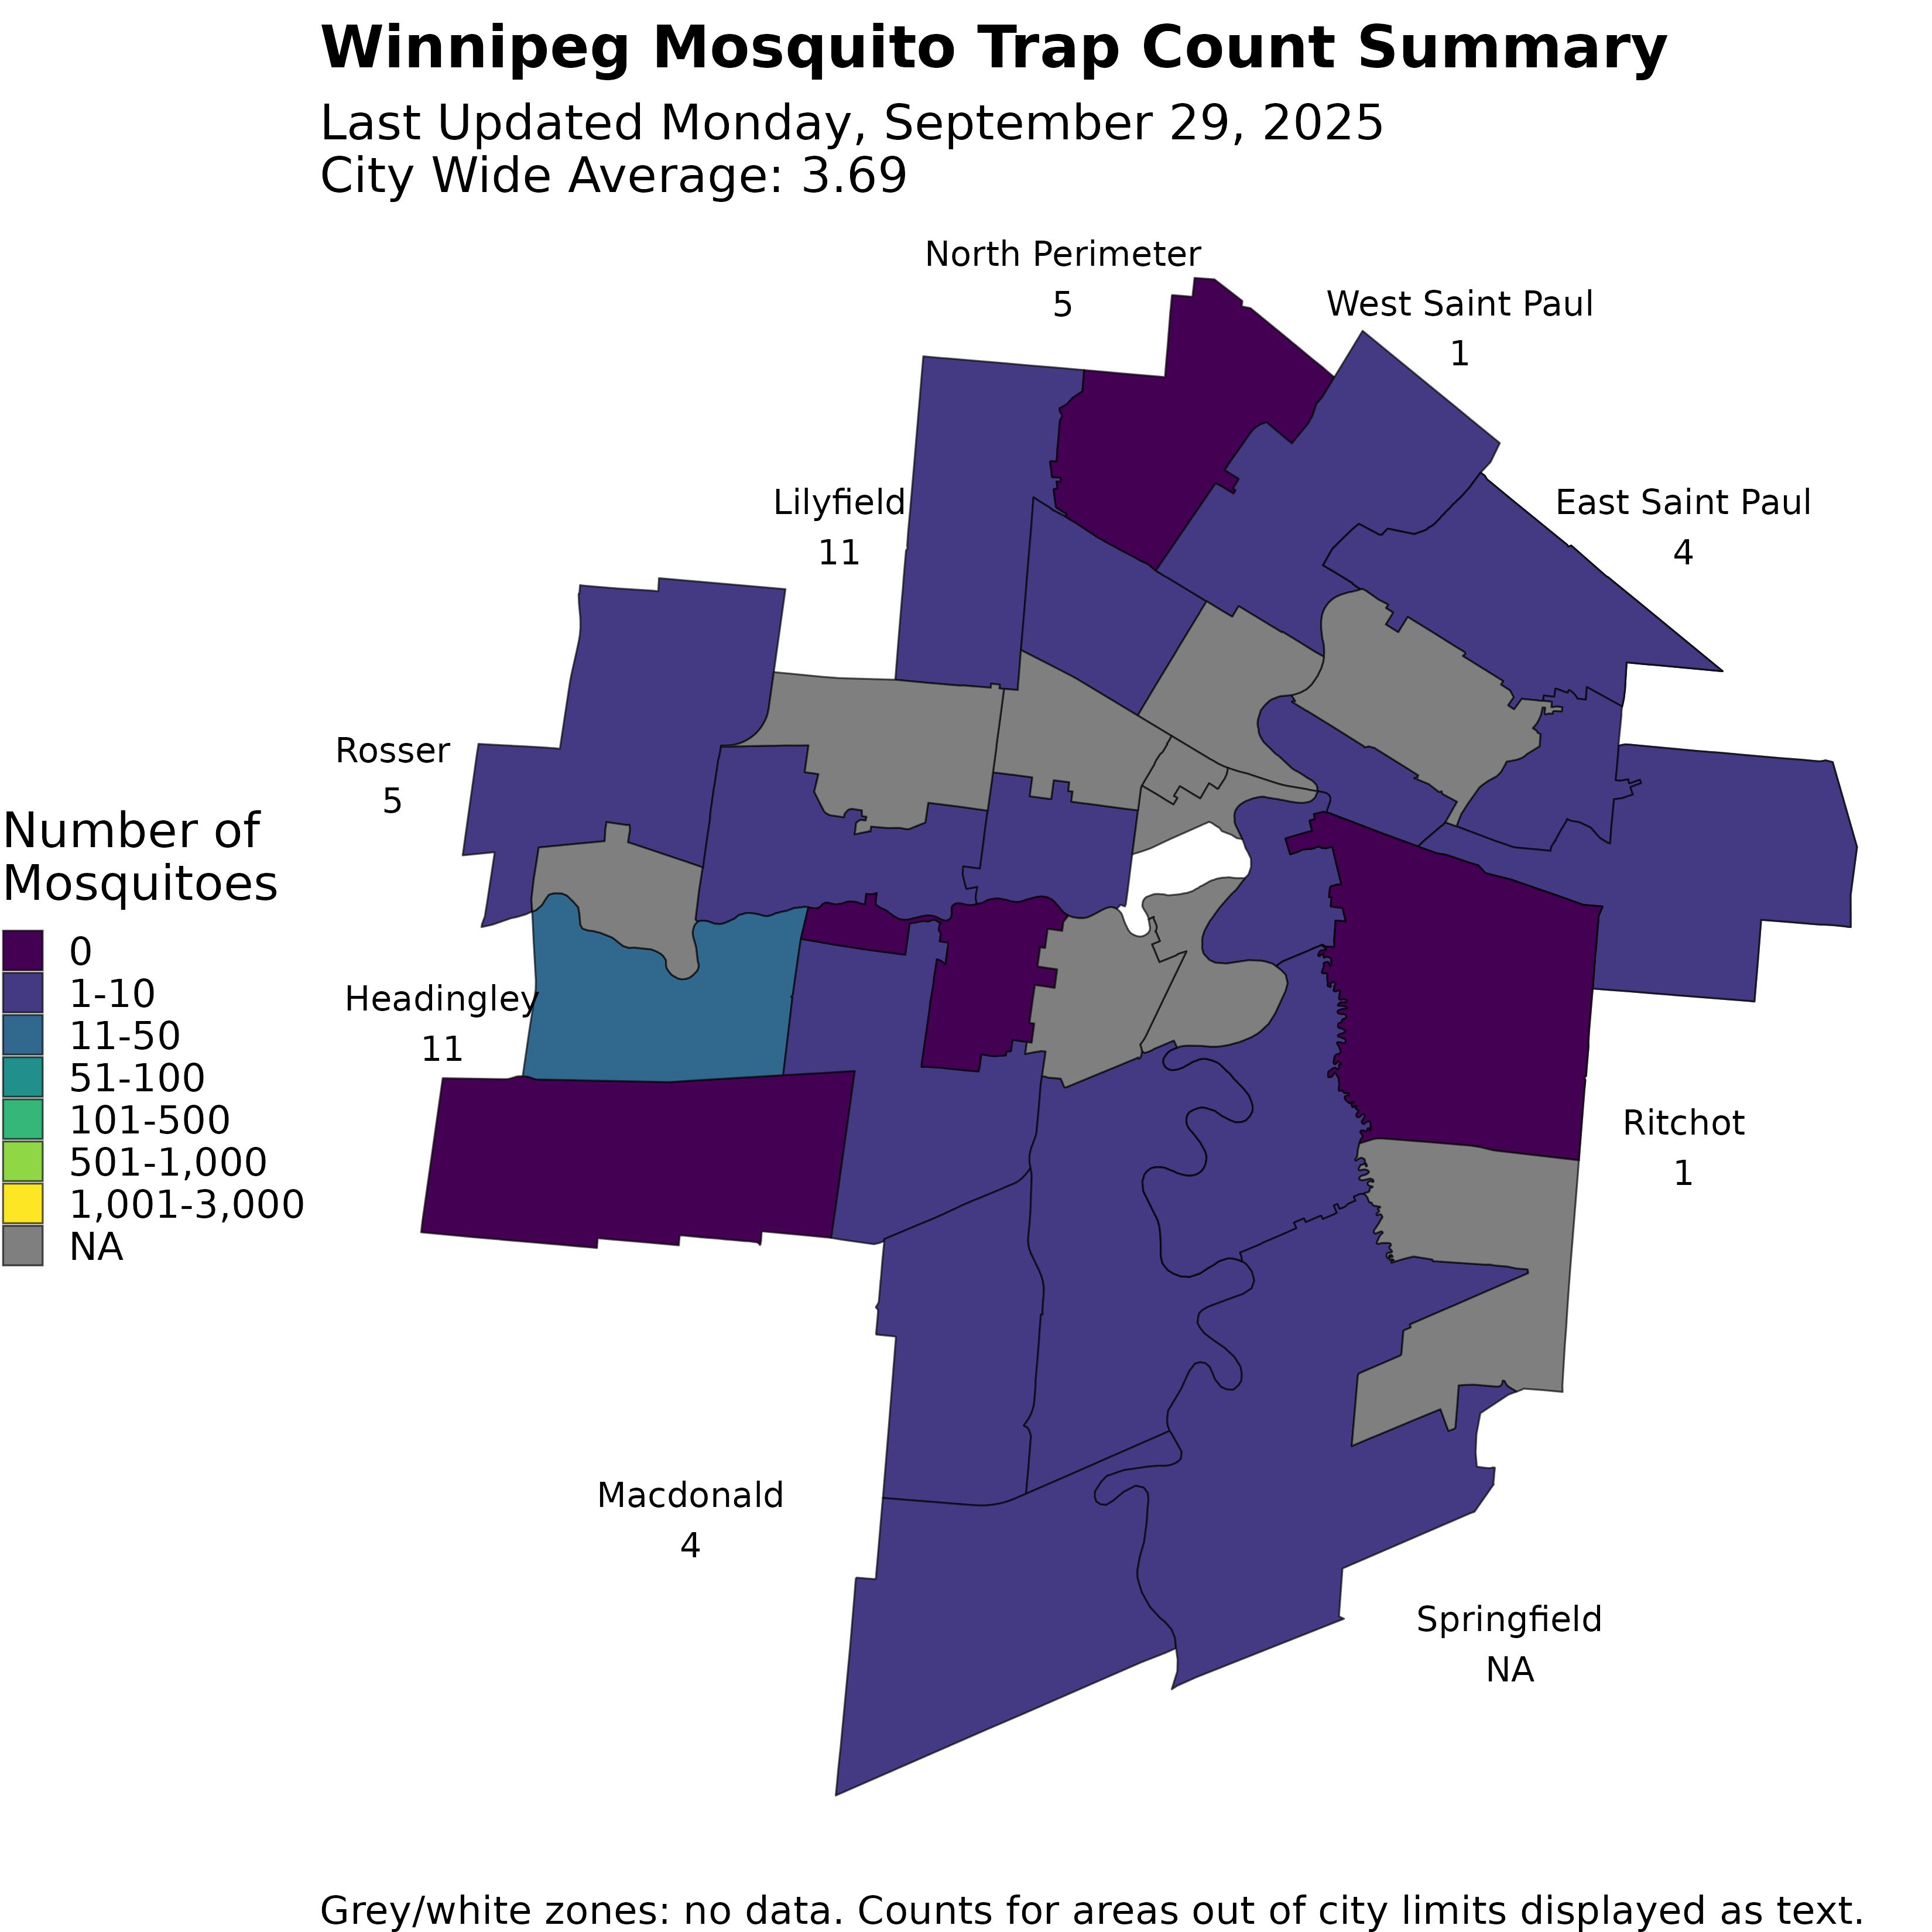 Winnipeg Mosquito Trap Count Summary
Last Updated Monday, September 29, 2025
City Wide Average: 3.69
North Perimeter
5
West Saint Paul
1
Lilyfield
11
East Saint Paul
4
Rosser
5
Number of
Mosquitoes
0
1-10
11-50
51-100
101-500
501-1,000
1,001-3,000
NA
Headingley
11
Ritchot
1
Macdonald
4
Springfield
NA
Grey/white zones: no data. Counts for areas out of city limits displayed as text.